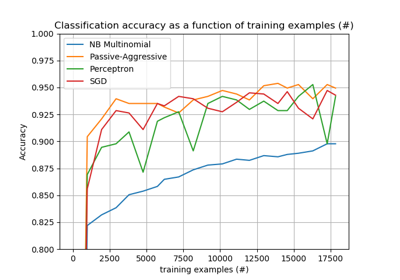 Classification accuracy as a function of training examples (#)
1.000
0.975
0.950
0.925
0.900
0.875
0.850
0.825
0.800
Accuracy
NB Multinomial
Passive-Aggressive
Perceptron
SGD
0 2500 5000 7500 10000 12500 15000 17500
training examples (#)